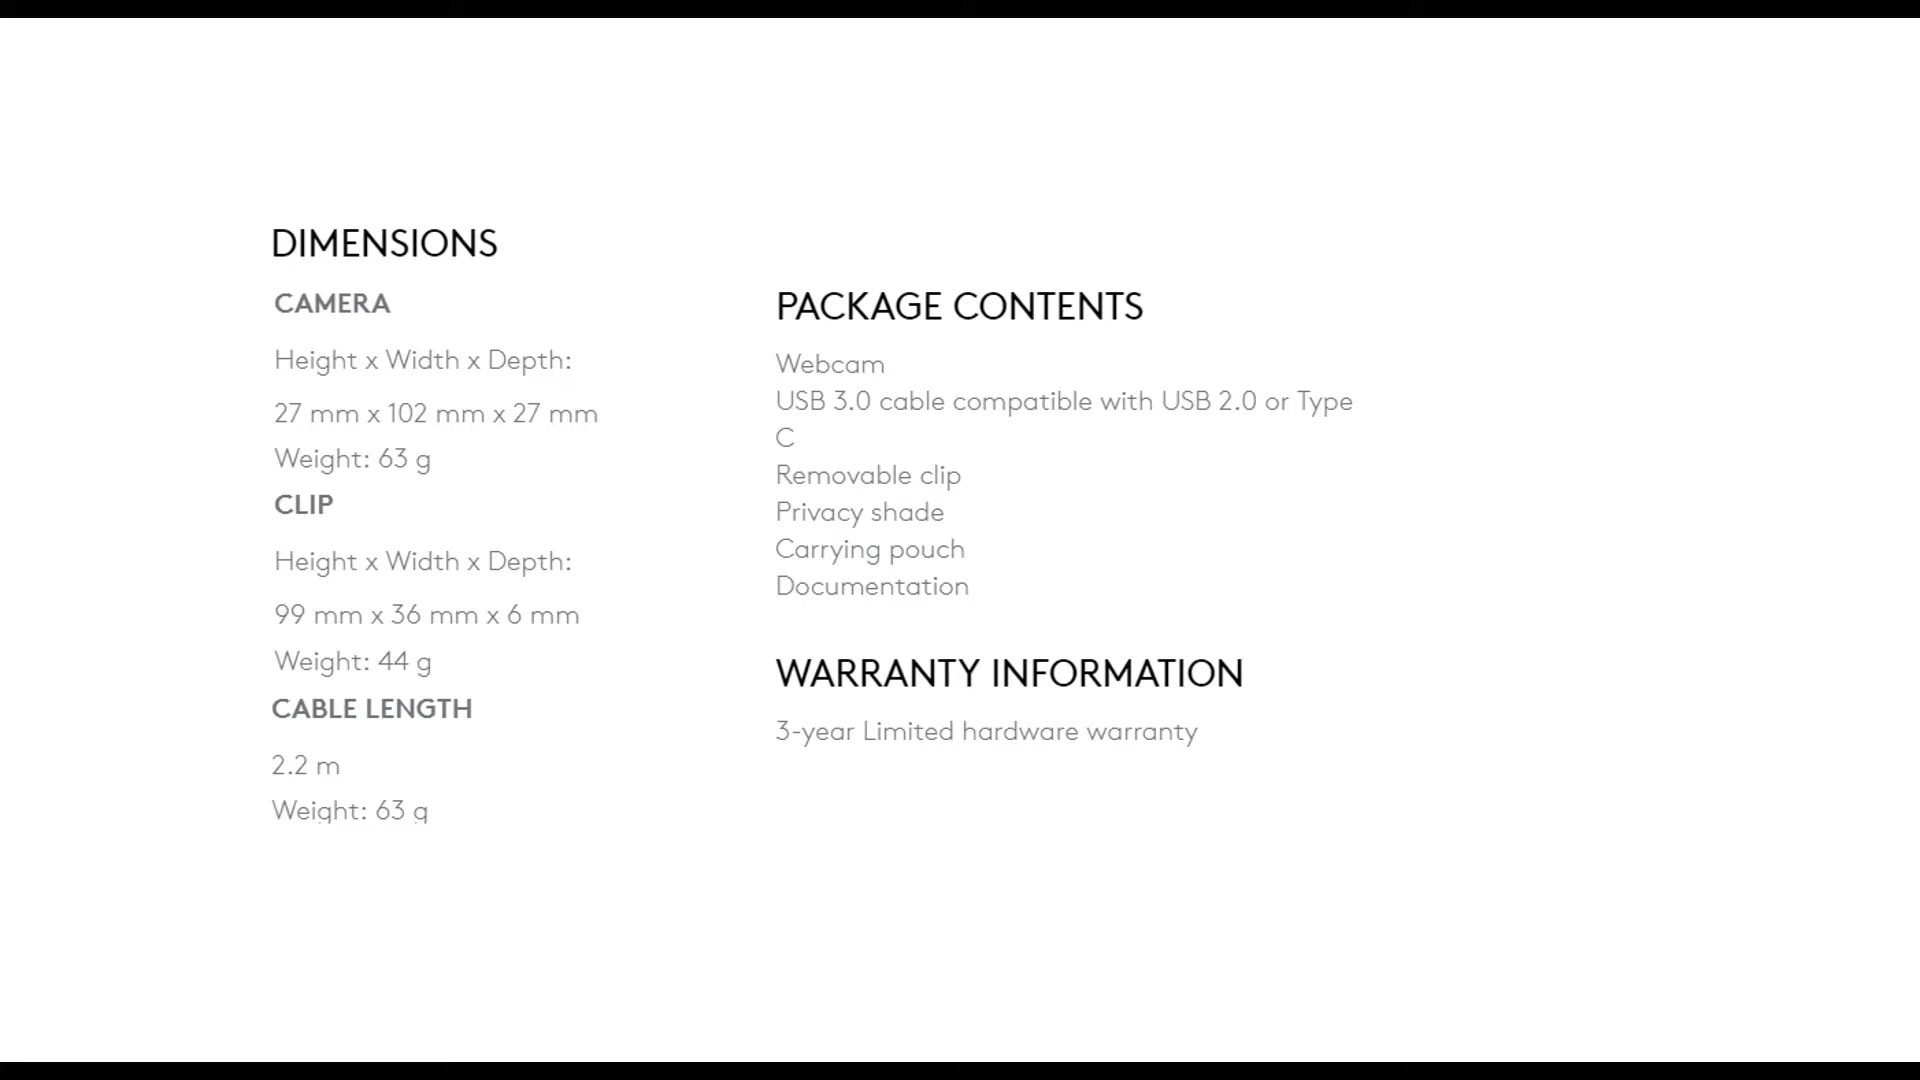 DIMENSIONS
CAMERA
Height x Width x Depth:
27 mm x 102 mm x 27 mm
Weight: 63 g
CLIP
Height x Width x Depth:
99 mm x 36 mm x 6 mm
Weight: 44 g
CABLE LENGTH
2.2 m
Weight: 63 g
PACKAGE CONTENTS
Webcam
USB 3.0 cable compatible with USB 2.0 or Type
C
Removable clip
Privacy shade
Carrying pouch
Documentation
WARRANTY INFORMATION
3-year Limited hardware warranty